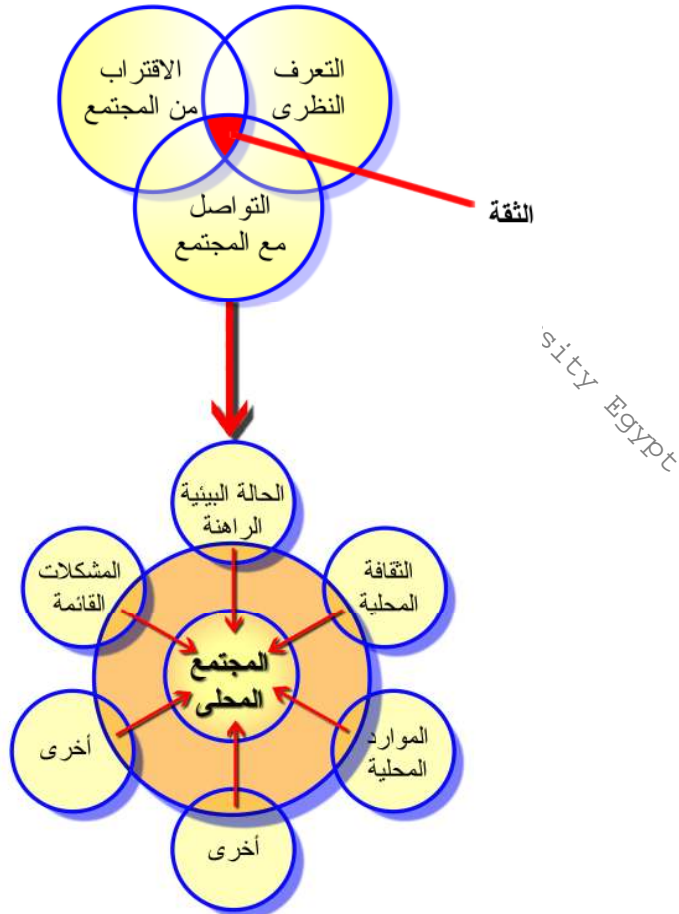 التعرف
النظرى
الاقتراب
من المجتمع
التواصل
مع المجتمع
الثقة
sity Egypt
الحالة البيئية
الراهنة
المشكلات
القائمة
الثقافة
المحلية
المجتمع
المحلى
أخرى
الموارد
المحلية
أخرى